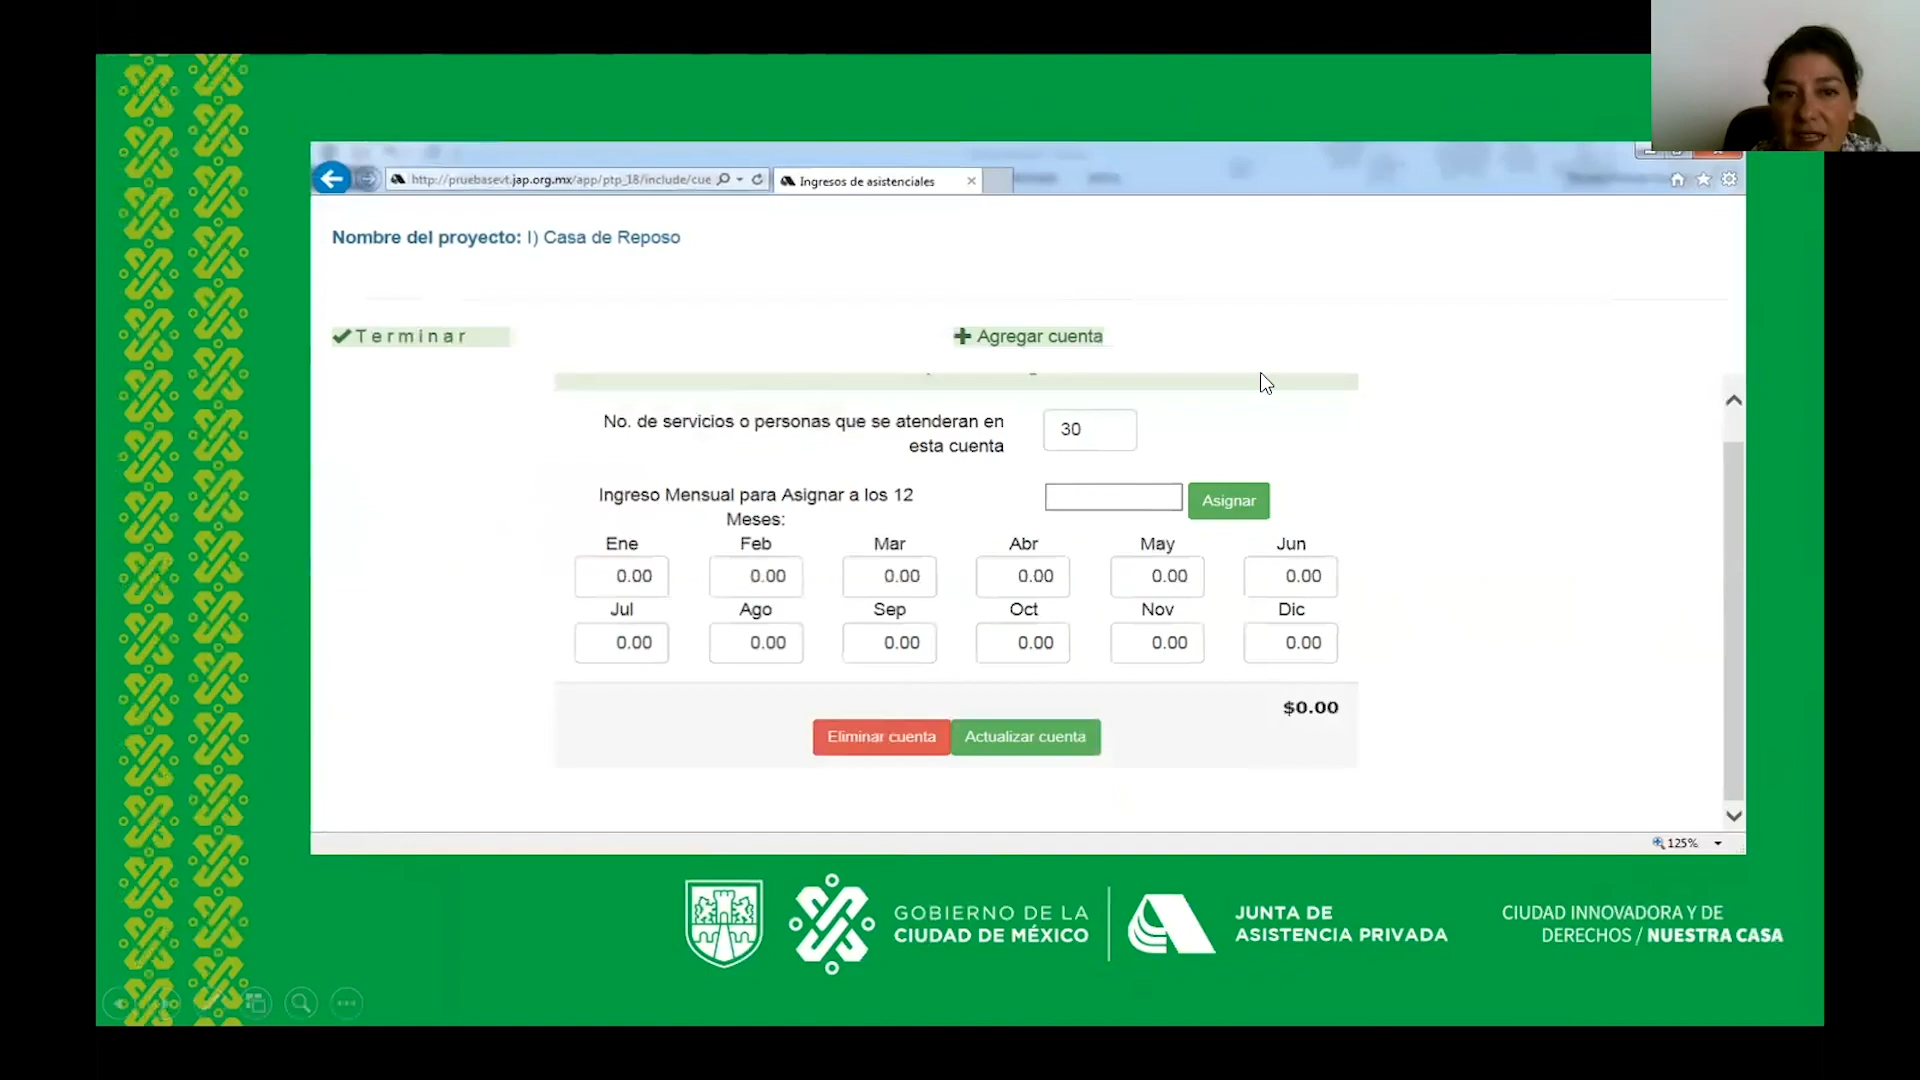 http://pruebasevt.jap.org.mx/app/ptp_18/include/cue
Ingresos de asistenciales
Nombre del proyecto: I) Casa de Reposo
Terminar
Agregar cuenta
No. de servicios o personas que se atenderan en
esta cuenta
30
Ingreso Mensual para Asignar a los 12
Meses:
Asignar
Ene Feb Mar Abr May Jun
0.00 0.00 0.00 0.00 0.00 0.00
Jul Ago Sep Oct Nov Dic
0.00 0.00 0.00 0.00 0.00 0.00
$0.00
Eliminar cuenta Actualizar cuenta
125%
GOBIERNO DE LA
CIUDAD DE MÉXICO
JUNTA DE
ASISTENCIA PRIVADA
CIUDAD INNOVADORA Y DE
DERECHOS / NUESTRA CASA